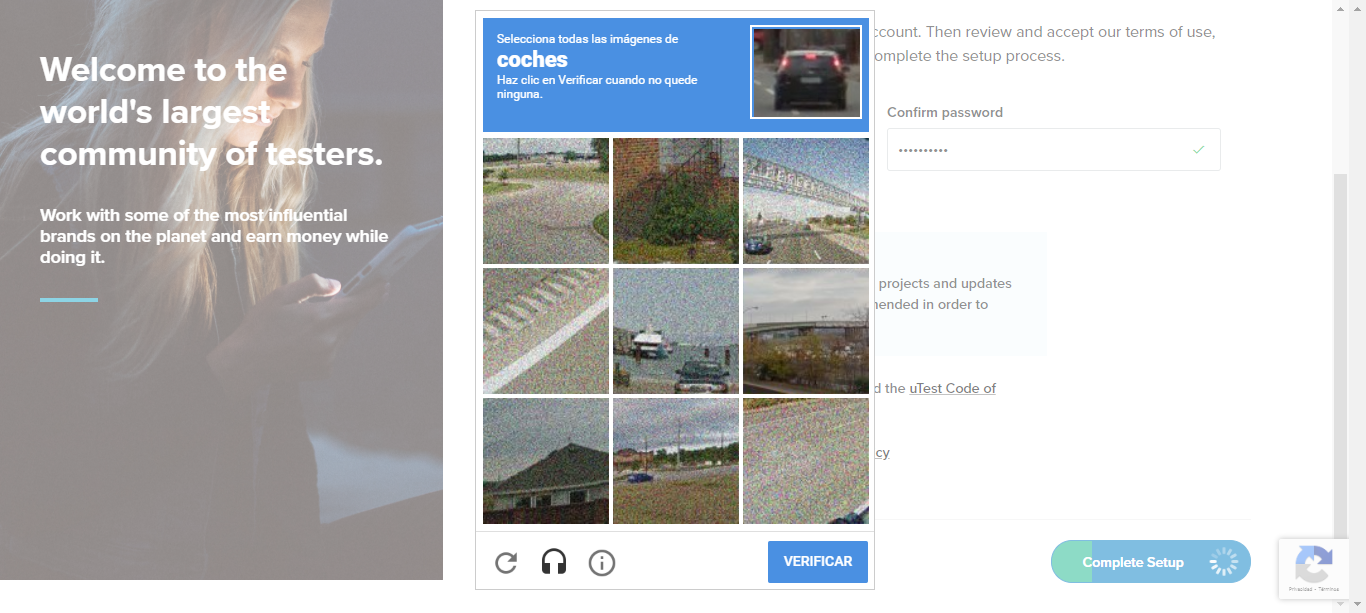 Welcome to the
world's largest
community of testers.
Work with some of the most influential
brands on the planet and earn money while
doing it.
Selecciona todas las imágenes de
coches
Haz clic en Verificar cuando no quede
ninguna.
VERIFICAR
ccount. Then review and accept our terms of use,
omplete the setup process.
Confirm password
projects and updates
nended in order to
d the uTest Code of
cy
Complete Setup
Privacidad - Términos